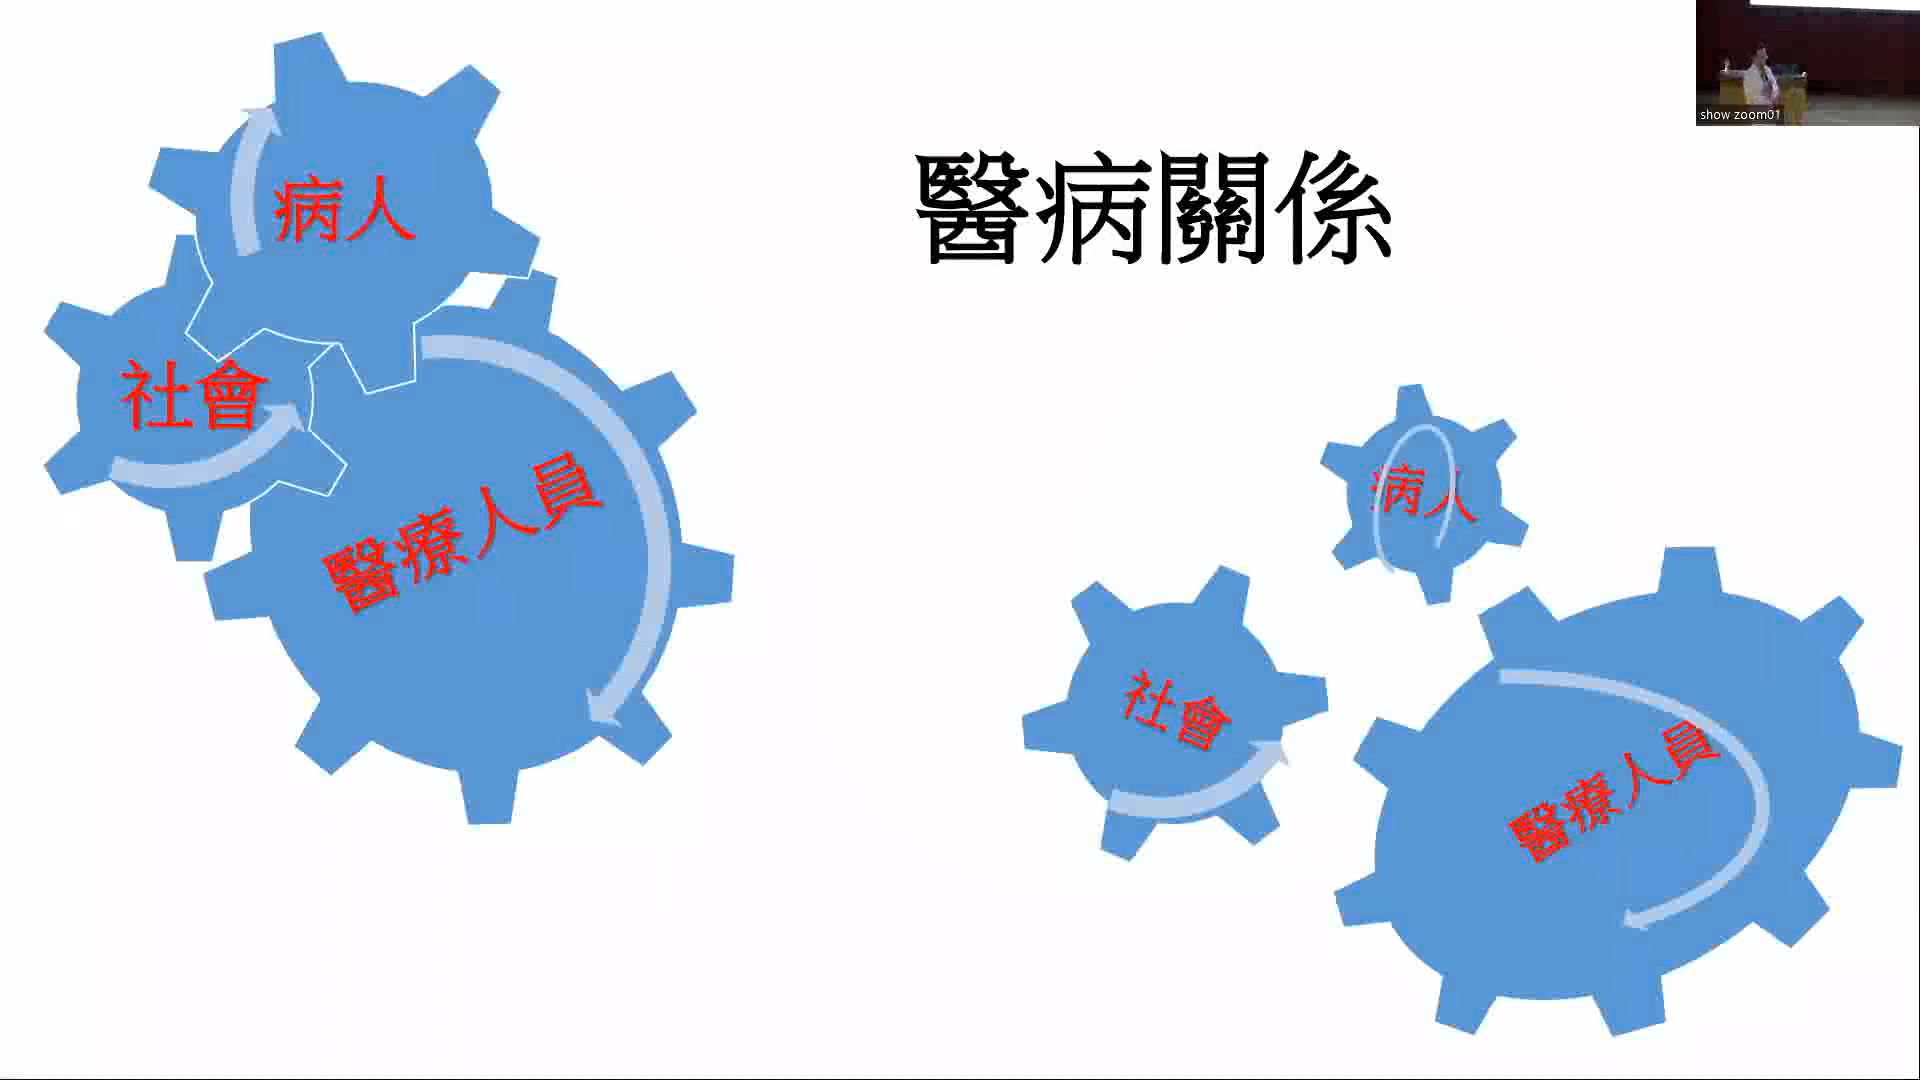 show zoom01
醫病關係
病人
社會
醫療人員
病人
社會
醫療人員